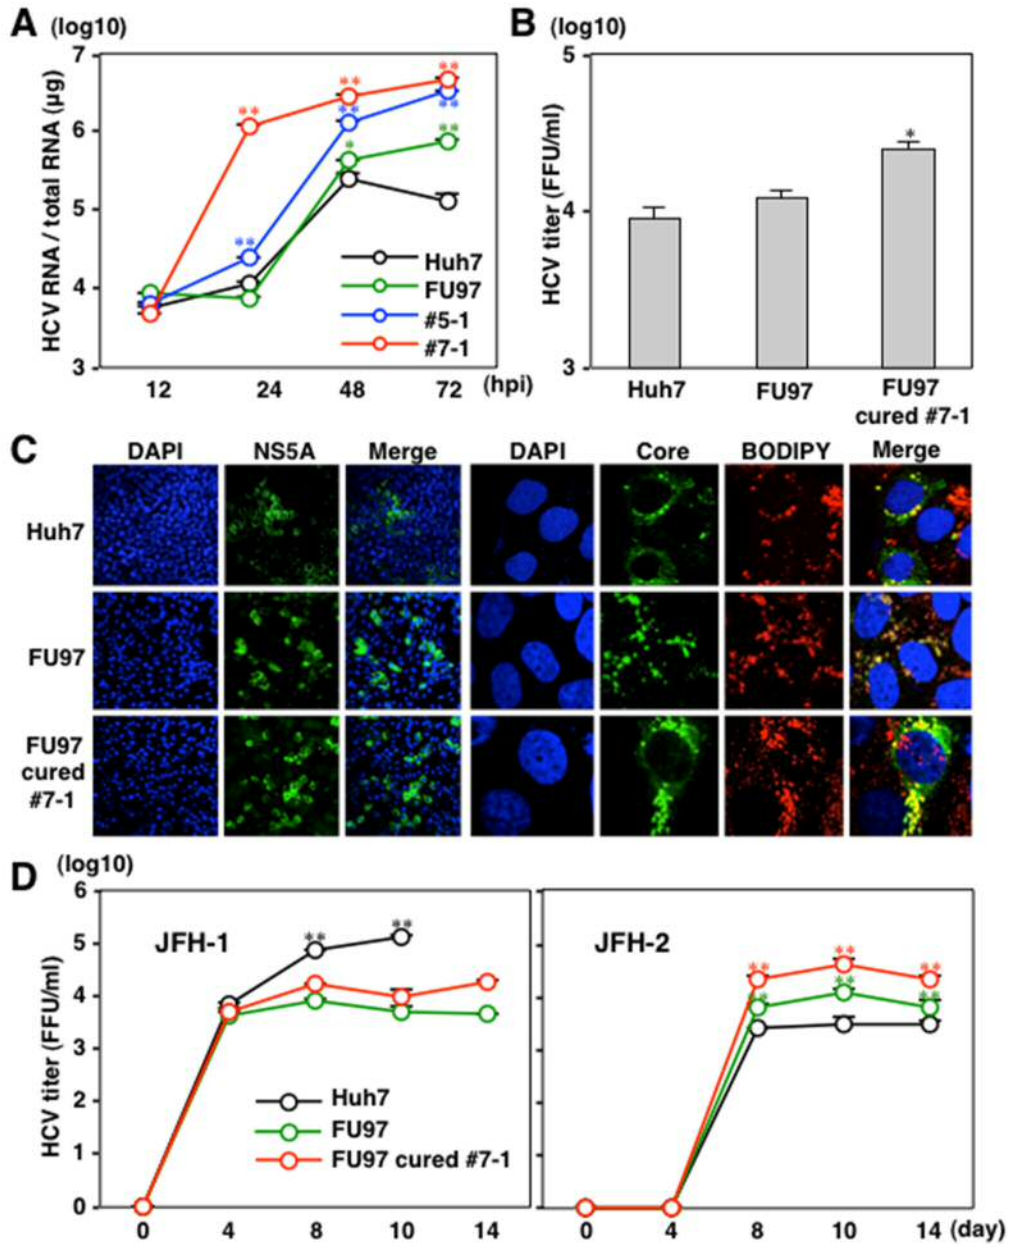 A (log10)
7
6
5
4
3
HCV RNA / total RNA (μg)
** ** **
** ** **
* **
Huh7
FU97
#5-1
#7-1
12 24 48 72 (hpi)
B (log10)
5
4
3
HCV titer (FFU/ml)
*
Huh7 FU97 FU97
cured #7-1
C DAPI NS5A Merge DAPI Core BODIPY Merge
Huh7
FU97
FU97
cured
#7-1
D (log10)
6
5
4
3
2
1
0
HCV titer (FFU/ml)
JFH-1
** **
Huh7
FU97
FU97 cured #7-1
0 4 8 10 14
JFH-2
** ** **
** ** **
0 4 8 10 14 (day)